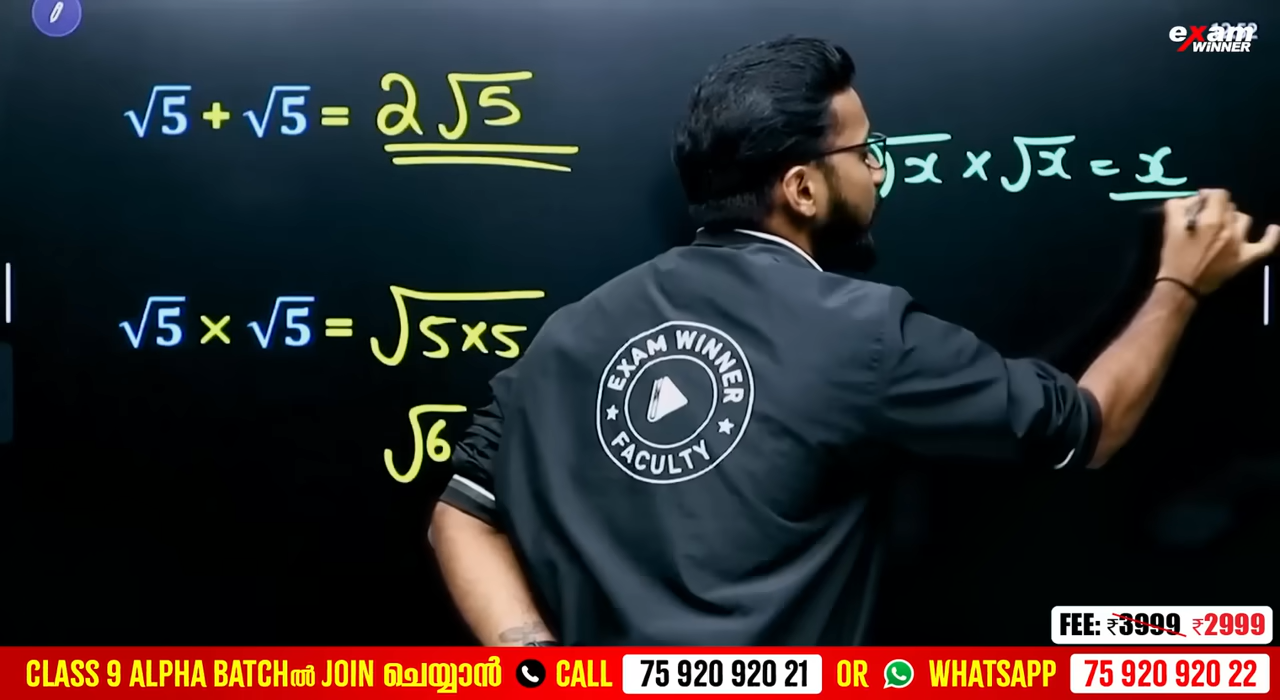 exam
WiNNER
√5 + √5 = 2√5
√x × √x = x
√5 × √5 = √5×5
√6
EXAM WINNER
FACULTY
FEE: ₹3999 ₹2999
CLASS 9 ALPHA BATCHൽ JOIN ചെയ്യാൻ CALL 75 920 920 21 OR WHATSAPP 75 920 920 22